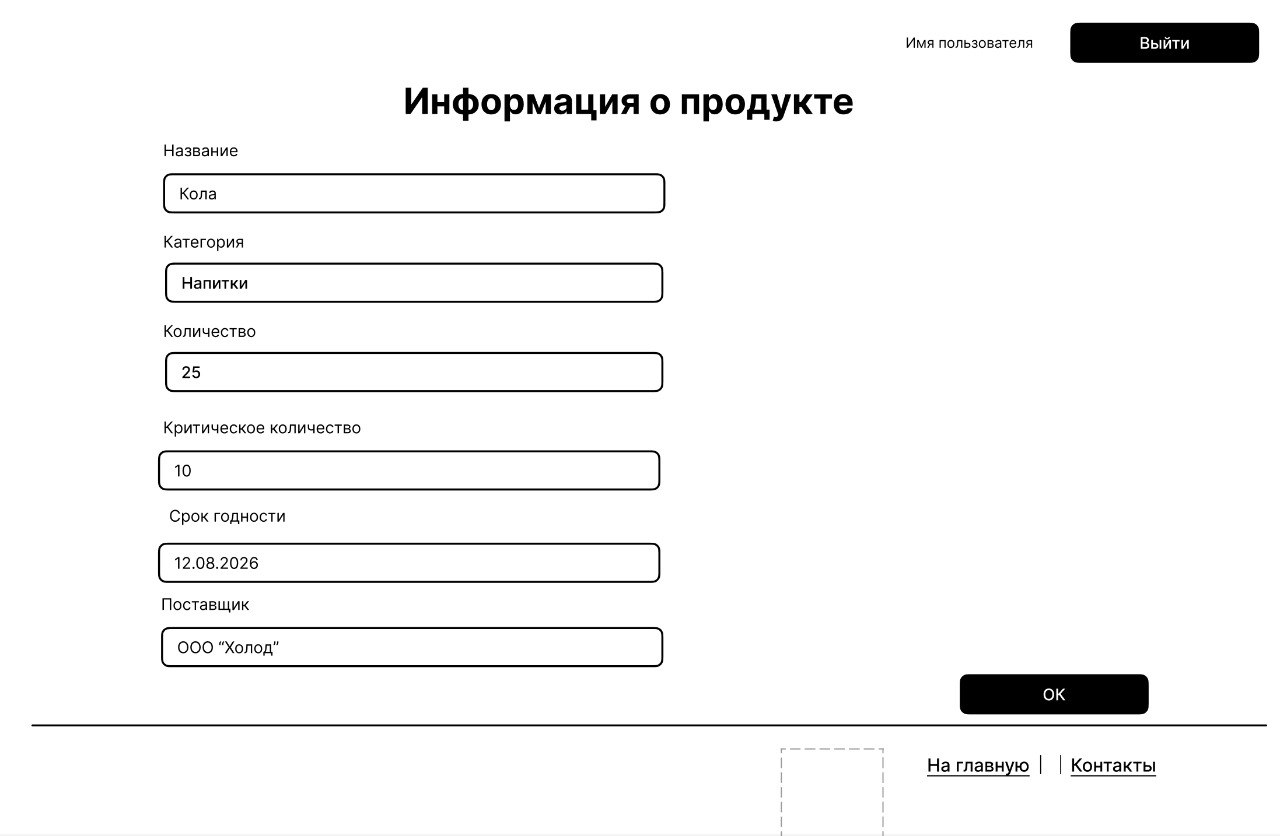 Имя пользователя
Выйти
Информация о продукте
Название
Кола
Категория
Напитки
Количество
25
Критическое количество
10
Срок годности
12.08.2026
Поставщик
ООО “Холод”
ОК
На главную
Контакты